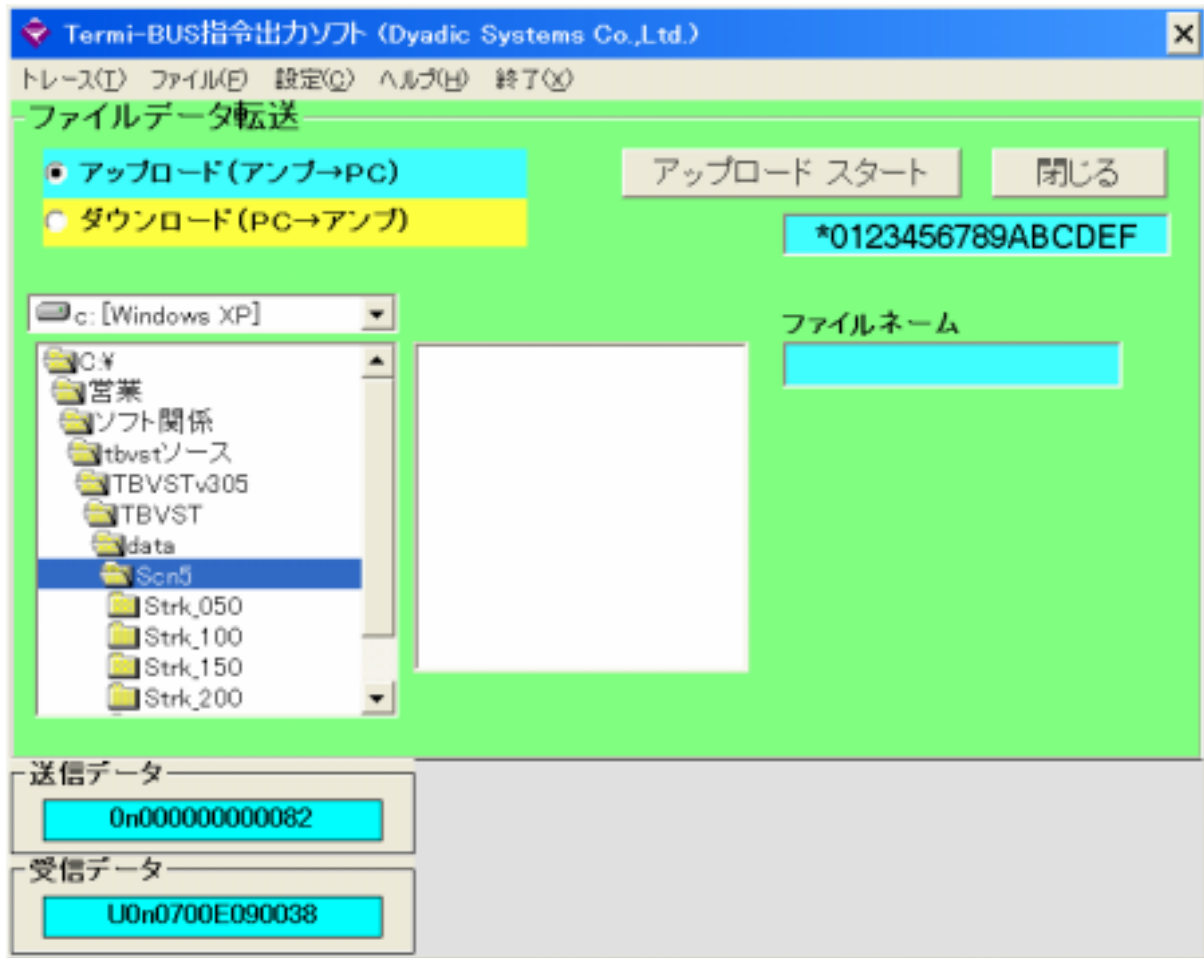 Termi-BUS指令出力ソフト (Dyadic Systems Co.,Ltd.)
トレース(T) ファイル(F) 設定(C) ヘルプ(H) 終了(X)
ファイルデータ転送
アップロード(アンプ→PC)
アップロード スタート
閉じる
ダウンロード(PC→アンプ)
*0123456789ABCDEF
c: [Windows XP]
ファイルネーム
C:¥
営業
ソフト関係
tbvstソース
TBVSTv305
TBVST
data
Scn5
Strk_050
Strk_100
Strk_150
Strk_200
送信データ
0n000000000082
受信データ
U0n0700E090038